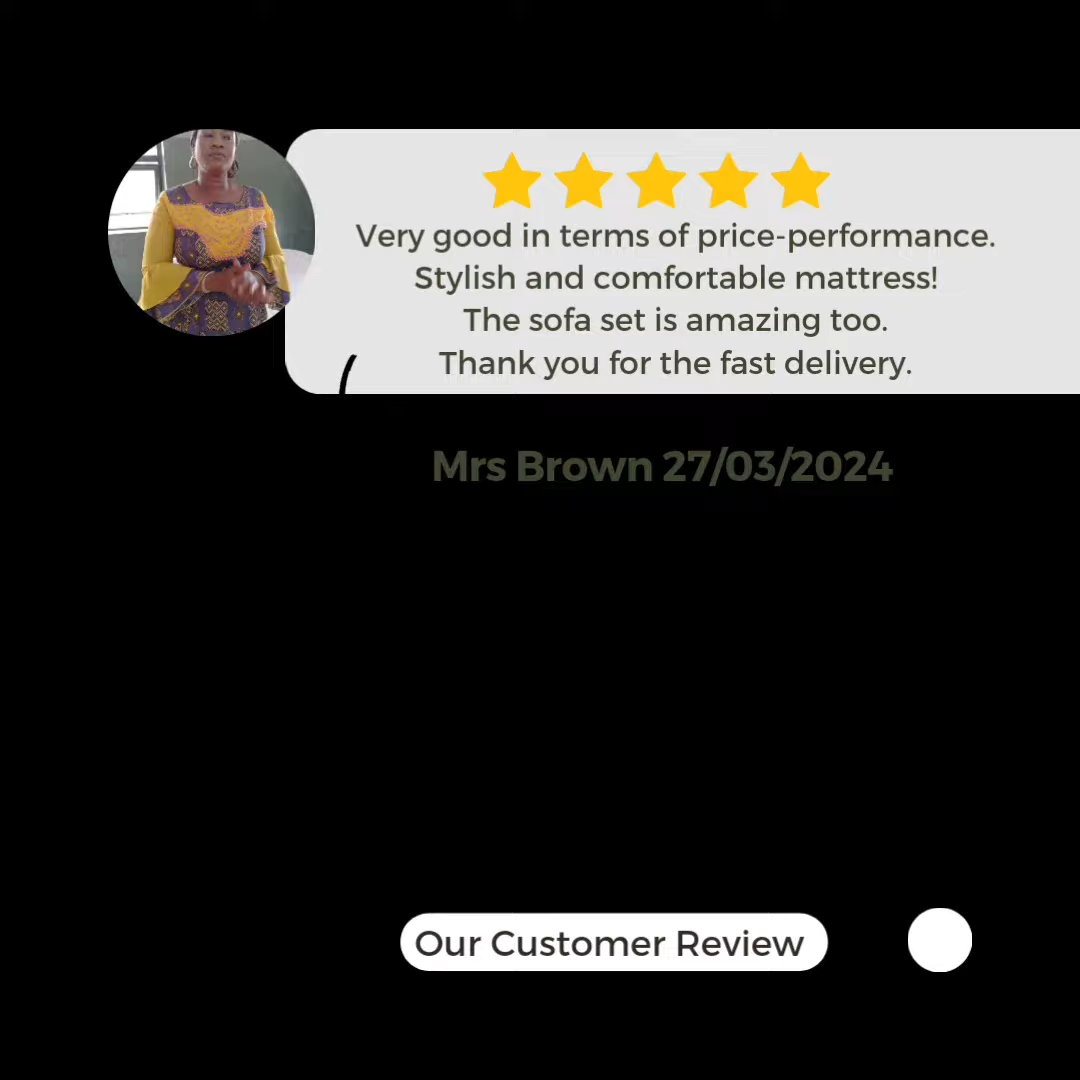 Very good in terms of price-performance.
Stylish and comfortable mattress!
The sofa set is amazing too.
Thank you for the fast delivery.
Mrs Brown 27/03/2024
Our Customer Review